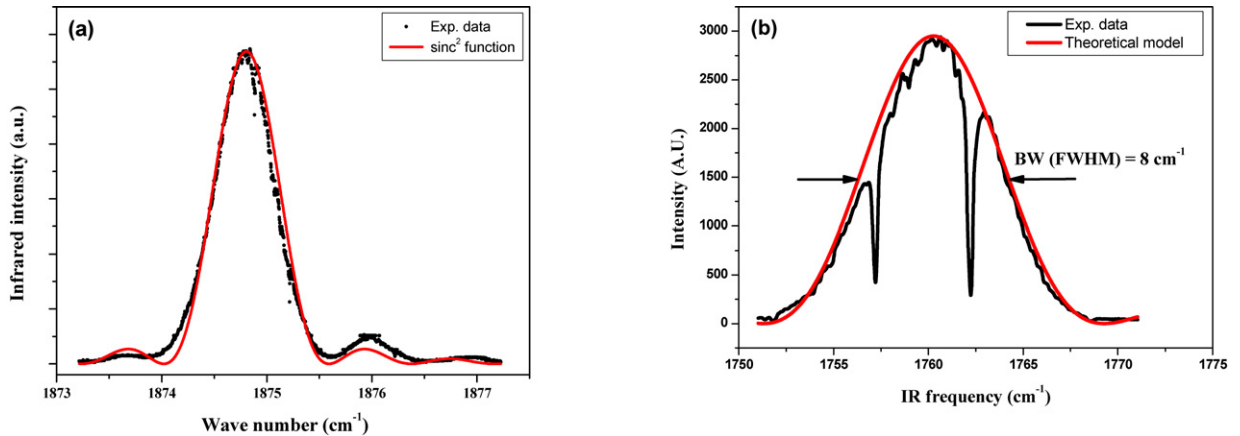 (a)
Exp. data
sinc² function
Infrared intensity (a.u.)
1873 1874 1875 1876 1877
Wave number (cm⁻¹)
(b)
Exp. data
Theoretical model
3000
2500
2000
1500
1000
500
0
BW (FWHM) = 8 cm⁻¹
Intensity (A.U.)
1750 1755 1760 1765 1770 1775
IR frequency (cm⁻¹)